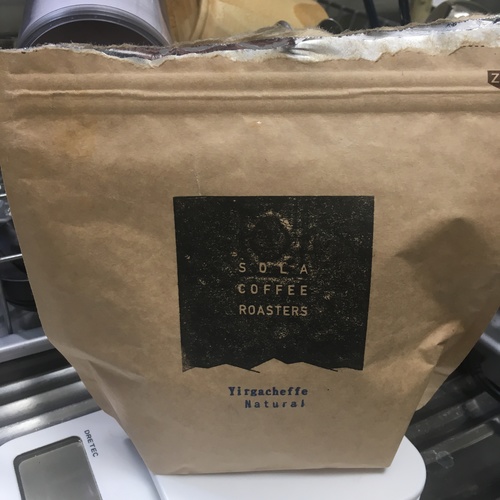 Z
SOLA
COFFEE
ROASTERS
Yirgacheffe
Natural
DRETEC